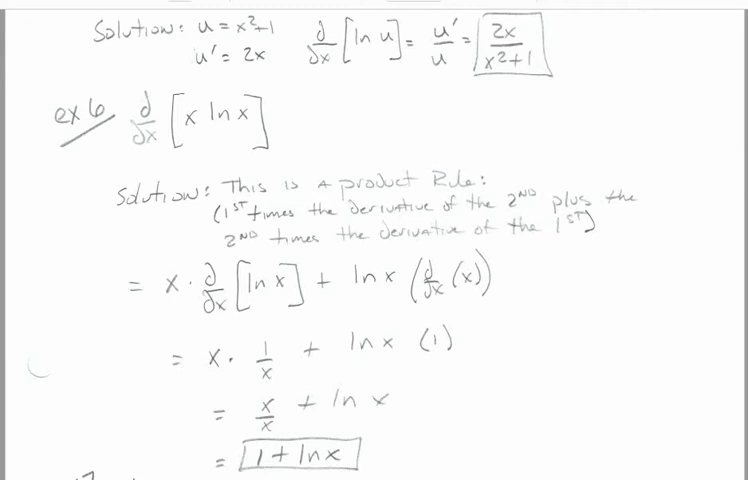 Solution: u = x²+1 d/dx [ln u] = u'/u = 2x/x²+1
u' = 2x
ex 6 d/dx [x ln x]
Solution: This is a product Rule:
(1ST times the derivative of the 2ND plus the
2ND times the derivative of the 1ST)
= x · d/dx [ln x] + ln x (d/dx (x))
= x · 1/x + ln x (1)
= x/x + ln x
= 1 + ln x